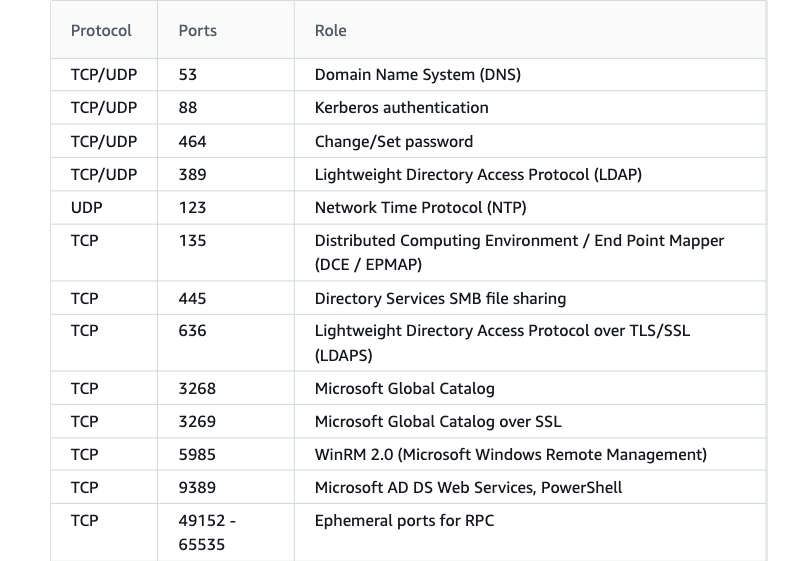 Protocol Ports Role
TCP/UDP 53 Domain Name System (DNS)
TCP/UDP 88 Kerberos authentication
TCP/UDP 464 Change/Set password
TCP/UDP 389 Lightweight Directory Access Protocol (LDAP)
UDP 123 Network Time Protocol (NTP)
TCP 135 Distributed Computing Environment / End Point Mapper
(DCE / EPMAP)
TCP 445 Directory Services SMB file sharing
TCP 636 Lightweight Directory Access Protocol over TLS/SSL
(LDAPS)
TCP 3268 Microsoft Global Catalog
TCP 3269 Microsoft Global Catalog over SSL
TCP 5985 WinRM 2.0 (Microsoft Windows Remote Management)
TCP 9389 Microsoft AD DS Web Services, PowerShell
TCP 49152 - Ephemeral ports for RPC
65535